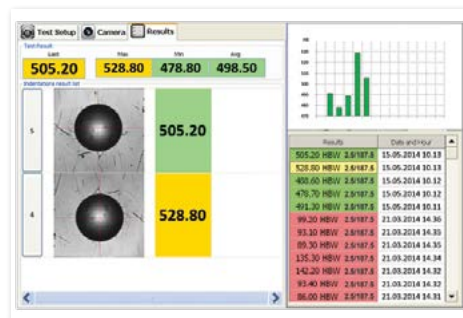 Test Setup Camera Results
Test Result
Last Max Min Avg
505.20 528.80 478.80 498.50
Indentations result list
5 505.20
4 528.80
Results Date and Hour
505.20 HBW 2.5/187.5 15.05.2014 10.13
528.80 HBW 2.5/187.5 15.05.2014 10.13
488.60 HBW 2.5/187.5 15.05.2014 10.12
478.70 HBW 2.5/187.5 15.05.2014 10.12
491.30 HBW 2.5/187.5 15.05.2014 10.11
99.20 HBW 2.5/187.5 21.03.2014 14.36
93.10 HBW 2.5/187.5 21.03.2014 14.35
89.30 HBW 2.5/187.5 21.03.2014 14.35
135.30 HBW 2.5/187.5 21.03.2014 14.34
142.20 HBW 2.5/187.5 21.03.2014 14.32
93.40 HBW 2.5/187.5 21.03.2014 14.32
86.00 HBW 2.5/187.5 21.03.2014 14.31